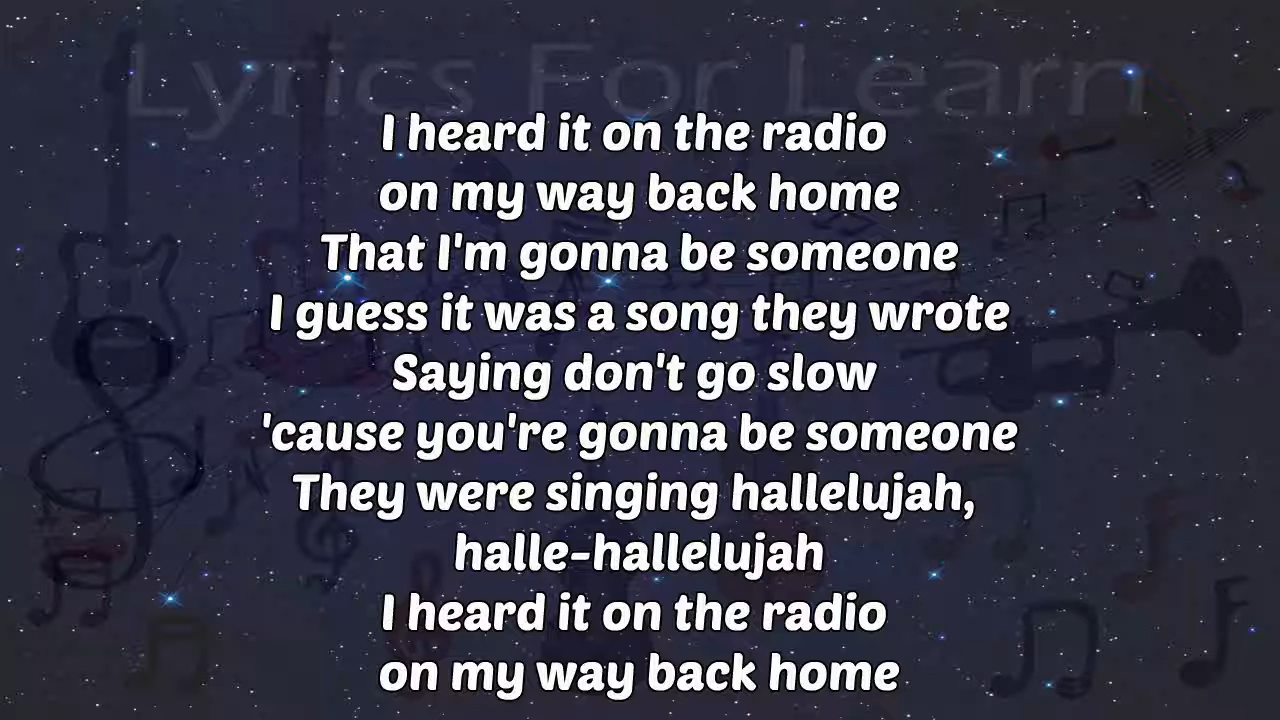 Lyrics For Learn
I heard it on the radio
on my way back home
That I'm gonna be someone
I guess it was a song they wrote
Saying don't go slow
'cause you're gonna be someone
They were singing hallelujah,
halle-hallelujah
I heard it on the radio
on my way back home